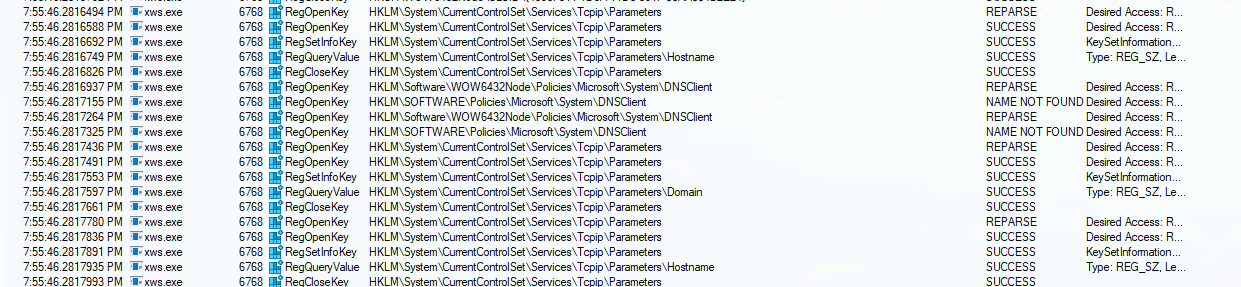 7:55:46.2816494 PM xws.exe 6768 RegOpenKey HKLM\System\CurrentControlSet\Services\Tcpip\Parameters REPARSE Desired Access: R...
7:55:46.2816588 PM xws.exe 6768 RegOpenKey HKLM\System\CurrentControlSet\Services\Tcpip\Parameters SUCCESS Desired Access: R...
7:55:46.2816692 PM xws.exe 6768 RegSetInfoKey HKLM\System\CurrentControlSet\Services\Tcpip\Parameters SUCCESS KeySetInformation...
7:55:46.2816749 PM xws.exe 6768 RegQueryValue HKLM\System\CurrentControlSet\Services\Tcpip\Parameters\Hostname SUCCESS Type: REG_SZ, Le...
7:55:46.2816826 PM xws.exe 6768 RegCloseKey HKLM\System\CurrentControlSet\Services\Tcpip\Parameters SUCCESS
7:55:46.2816937 PM xws.exe 6768 RegOpenKey HKLM\Software\WOW6432Node\Policies\Microsoft\System\DNSClient REPARSE Desired Access: R...
7:55:46.2817155 PM xws.exe 6768 RegOpenKey HKLM\SOFTWARE\Policies\Microsoft\System\DNSClient NAME NOT FOUND Desired Access: R...
7:55:46.2817264 PM xws.exe 6768 RegOpenKey HKLM\Software\WOW6432Node\Policies\Microsoft\System\DNSClient REPARSE Desired Access: R...
7:55:46.2817325 PM xws.exe 6768 RegOpenKey HKLM\SOFTWARE\Policies\Microsoft\System\DNSClient NAME NOT FOUND Desired Access: R...
7:55:46.2817436 PM xws.exe 6768 RegOpenKey HKLM\System\CurrentControlSet\Services\Tcpip\Parameters REPARSE Desired Access: R...
7:55:46.2817491 PM xws.exe 6768 RegOpenKey HKLM\System\CurrentControlSet\Services\Tcpip\Parameters SUCCESS Desired Access: R...
7:55:46.2817553 PM xws.exe 6768 RegSetInfoKey HKLM\System\CurrentControlSet\Services\Tcpip\Parameters SUCCESS KeySetInformation...
7:55:46.2817597 PM xws.exe 6768 RegQueryValue HKLM\System\CurrentControlSet\Services\Tcpip\Parameters\Domain SUCCESS Type: REG_SZ, Le...
7:55:46.2817661 PM xws.exe 6768 RegCloseKey HKLM\System\CurrentControlSet\Services\Tcpip\Parameters SUCCESS
7:55:46.2817780 PM xws.exe 6768 RegOpenKey HKLM\System\CurrentControlSet\Services\Tcpip\Parameters REPARSE Desired Access: R...
7:55:46.2817836 PM xws.exe 6768 RegOpenKey HKLM\System\CurrentControlSet\Services\Tcpip\Parameters SUCCESS Desired Access: R...
7:55:46.2817891 PM xws.exe 6768 RegSetInfoKey HKLM\System\CurrentControlSet\Services\Tcpip\Parameters SUCCESS KeySetInformation...
7:55:46.2817935 PM xws.exe 6768 RegQueryValue HKLM\System\CurrentControlSet\Services\Tcpip\Parameters\Hostname SUCCESS Type: REG_SZ, Le...
7:55:46.2817993 PM xws.exe 6768 RegCloseKey HKLM\System\CurrentControlSet\Services\Tcpip\Parameters SUCCESS